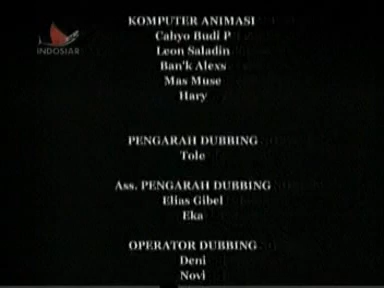 INDOSIAR
KOMPUTER ANIMASI
Cahyo Budi P
Leon Saladin
Ban'k Alexs
Mas Muse
Hary
PENGARAH DUBBING
Tole
Ass. PENGARAH DUBBING
Elias Gibel
Eka
OPERATOR DUBBING
Deni
Novi